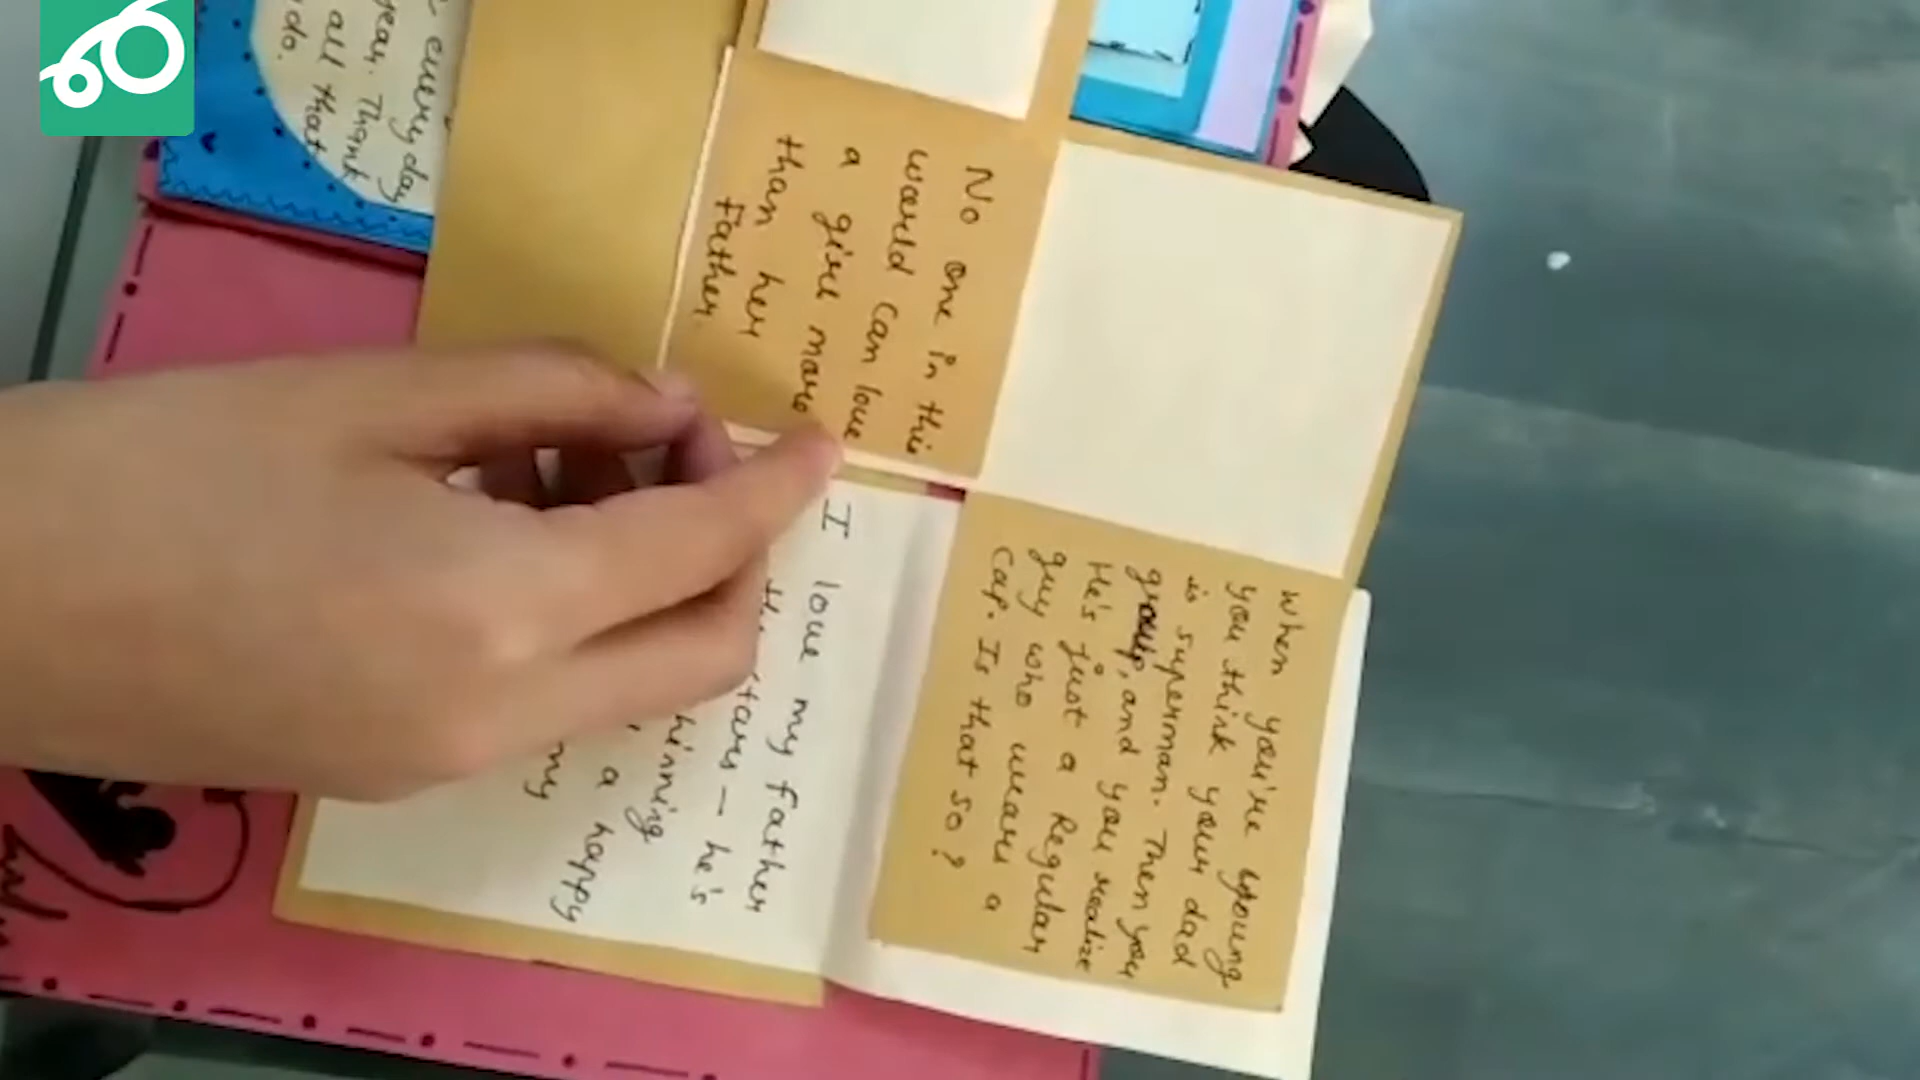 every day
year. Thank
all that
do.
No one in this
world can love
a girl more
than her
Father.
When you're young
you think your dad
is superman. Then you
group, and you realize
He's just a Regular
guy who wears a
Cap. Is that so?
I love my father
stars – he's
a happy
my